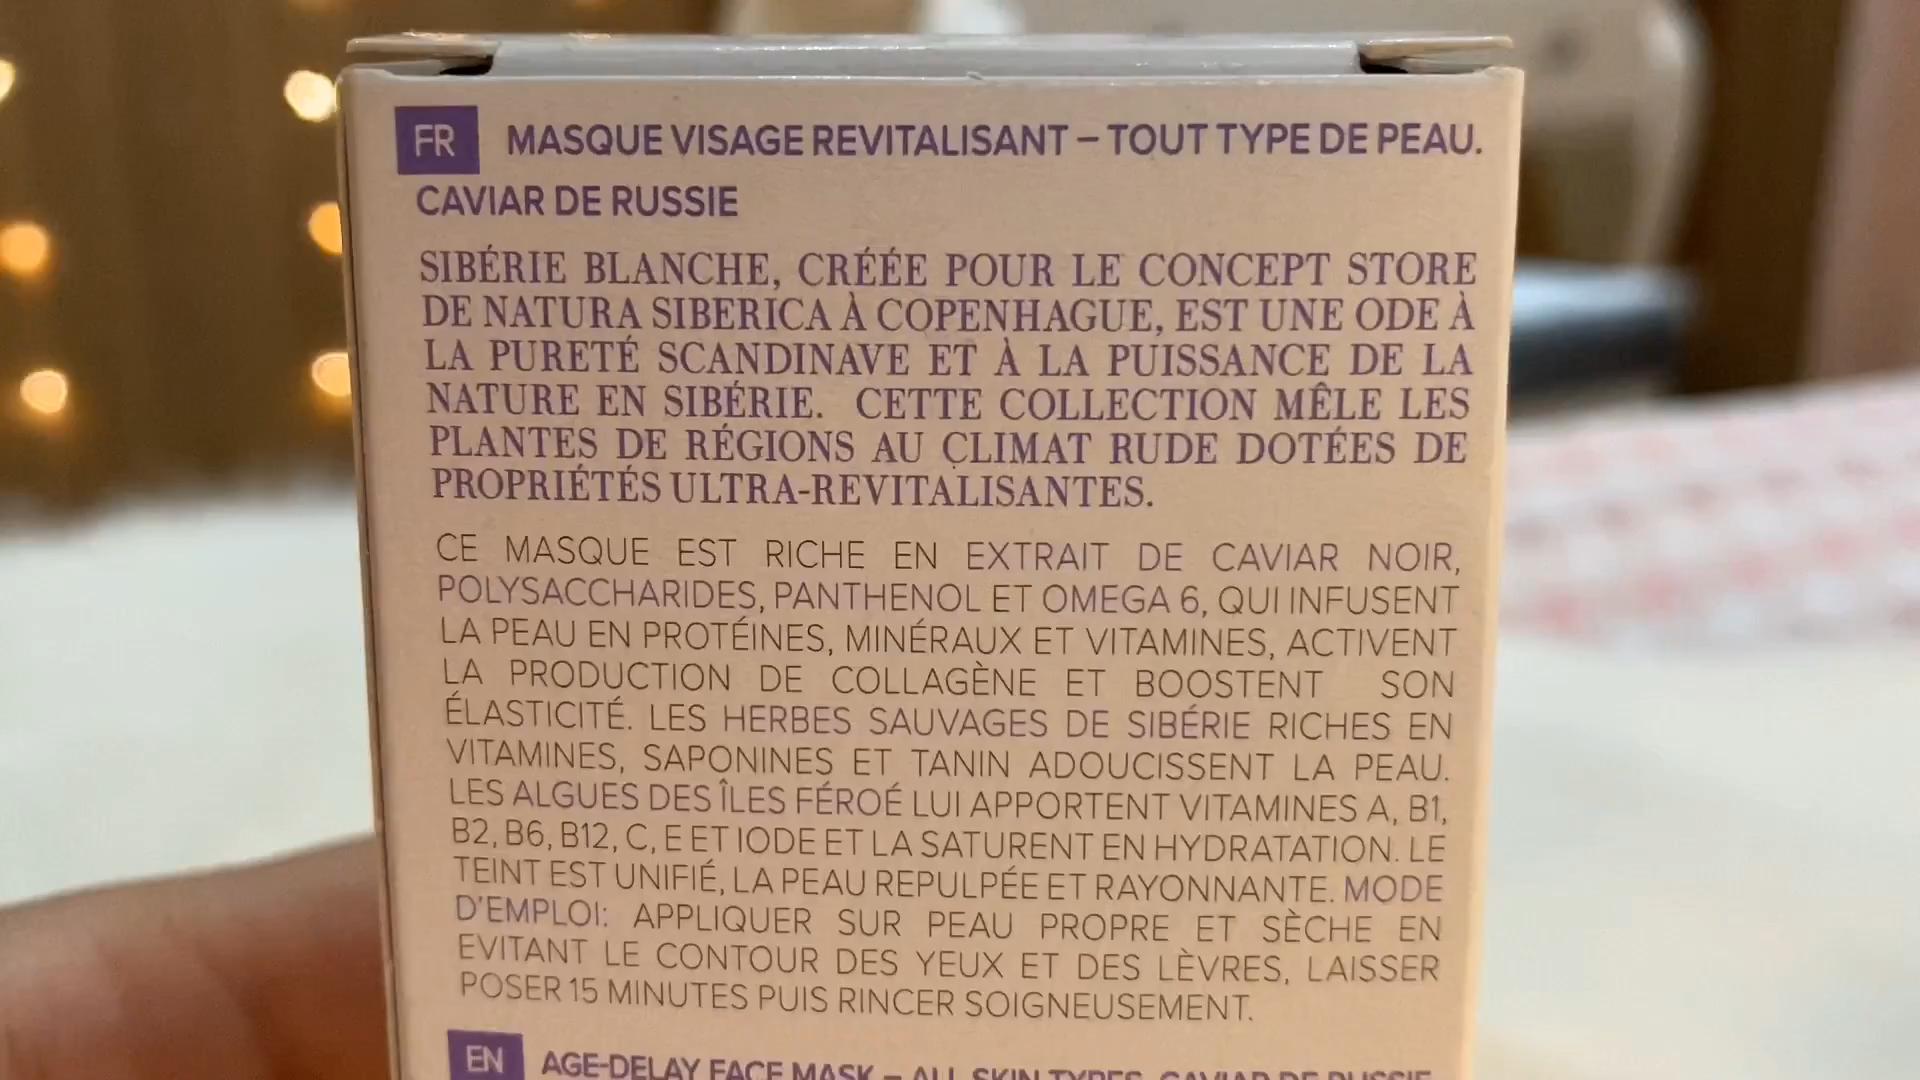 FR MASQUE VISAGE REVITALISANT – TOUT TYPE DE PEAU.
CAVIAR DE RUSSIE
SIBÉRIE BLANCHE, CRÉÉE POUR LE CONCEPT STORE
DE NATURA SIBERICA À COPENHAGUE, EST UNE ODE À
LA PURETÉ SCANDINAVE ET À LA PUISSANCE DE LA
NATURE EN SIBÉRIE. CETTE COLLECTION MÊLE LES
PLANTES DE RÉGIONS AU CLIMAT RUDE DOTÉES DE
PROPRIÉTÉS ULTRA-REVITALISANTES.
CE MASQUE EST RICHE EN EXTRAIT DE CAVIAR NOIR,
POLYSACCHARIDES, PANTHENOL ET OMEGA 6, QUI INFUSENT
LA PEAU EN PROTÉINES, MINÉRAUX ET VITAMINES, ACTIVENT
LA PRODUCTION DE COLLAGÈNE ET BOOSTENT SON
ÉLASTICITÉ. LES HERBES SAUVAGES DE SIBÉRIE RICHES EN
VITAMINES, SAPONINES ET TANIN ADOUCISSENT LA PEAU.
LES ALGUES DES ÎLES FÉROÉ LUI APPORTENT VITAMINES A, B1,
B2, B6, B12, C, E ET IODE ET LA SATURENT EN HYDRATATION. LE
TEINT EST UNIFIÉ, LA PEAU REPULPÉE ET RAYONNANTE. MODE
D'EMPLOI: APPLIQUER SUR PEAU PROPRE ET SÈCHE EN
EVITANT LE CONTOUR DES YEUX ET DES LÈVRES, LAISSER
POSER 15 MINUTES PUIS RINCER SOIGNEUSEMENT.
EN AGE-DELAY FACE MASK – ALL SKIN TYPES. CAVIAR DE RUSSIE